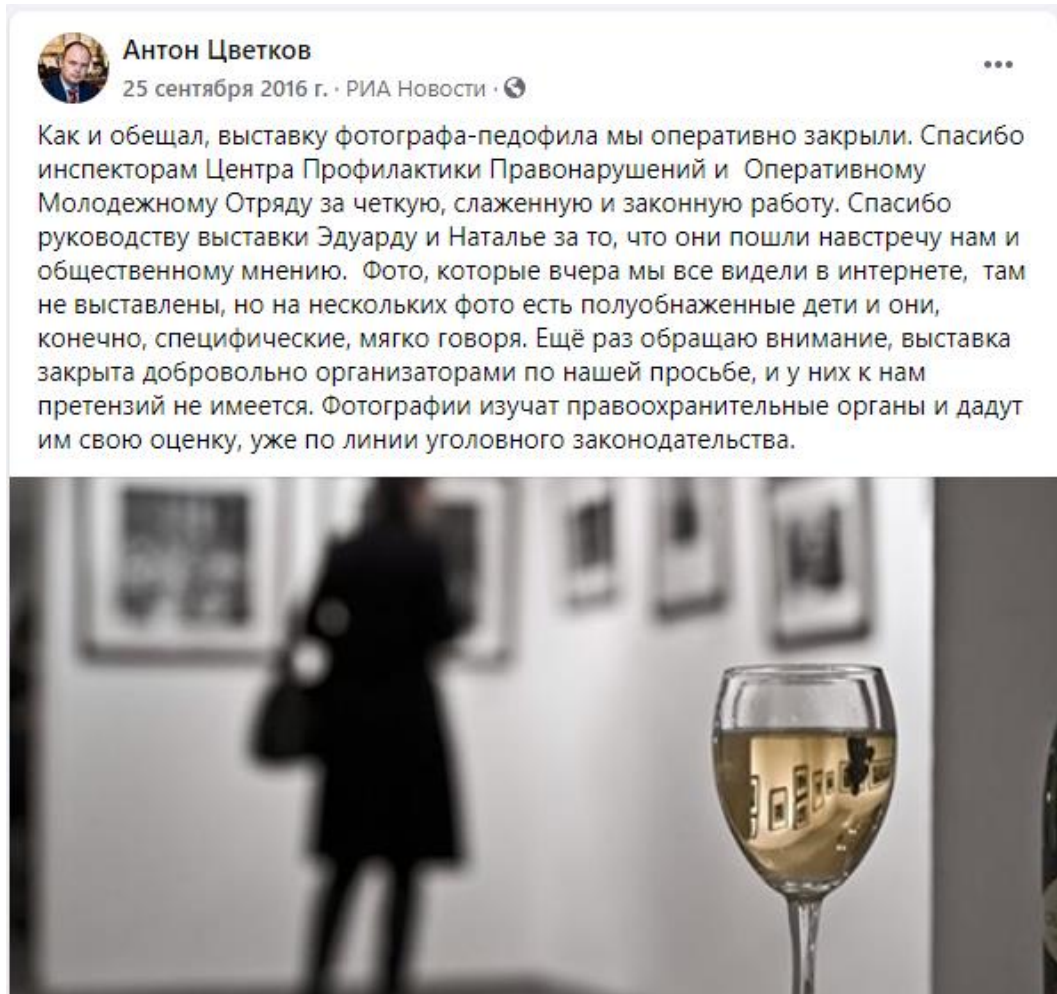 Антон Цветков
25 сентября 2016 г. · РИА Новости ·
Как и обещал, выставку фотографа-педофила мы оперативно закрыли. Спасибо
инспекторам Центра Профилактики Правонарушений и  Оперативному
Молодежному Отряду за четкую, слаженную и законную работу. Спасибо
руководству выставки Эдуарду и Наталье за то, что они пошли навстречу нам и
общественному мнению.  Фото, которые вчера мы все видели в интернете,  там
не выставлены, но на нескольких фото есть полуобнаженные дети и они,
конечно, специфические, мягко говоря. Ещё раз обращаю внимание, выставка
закрыта добровольно организаторами по нашей просьбе, и у них к нам
претензий не имеется. Фотографии изучат правоохранительные органы и дадут
им свою оценку, уже по линии уголовного законодательства.